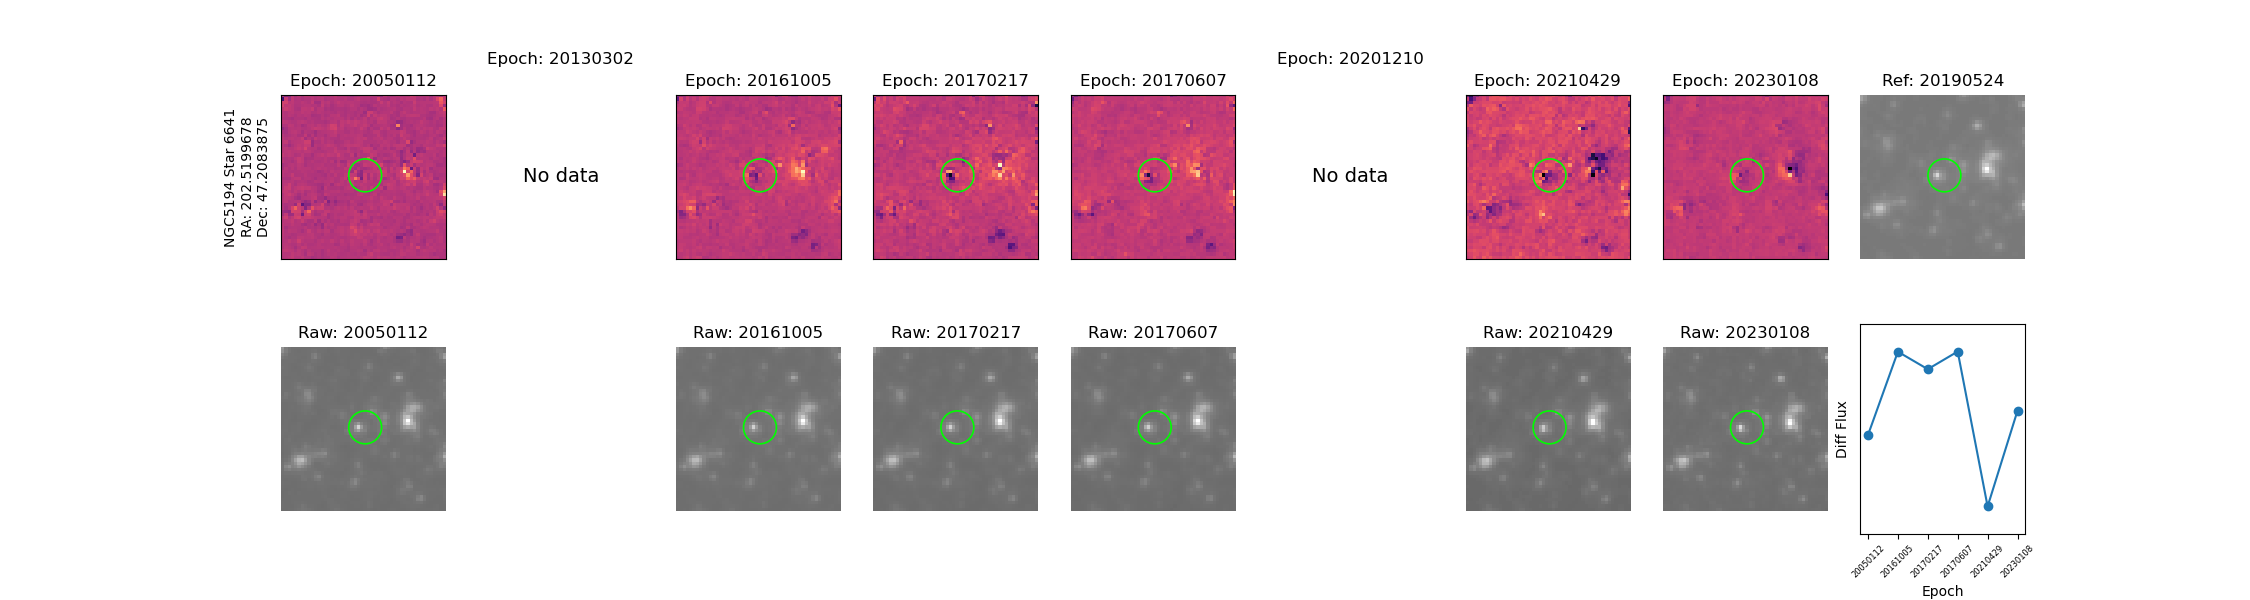 Epoch: 20130302
Epoch: 20201210
Epoch: 20050112
Epoch: 20161005
Epoch: 20170217
Epoch: 20170607
Epoch: 20210429
Epoch: 20230108
Ref: 20190524
NGC5194 Star 6641
RA: 202.5199678
Dec: 47.2083875
No data
No data
Raw: 20050112
Raw: 20161005
Raw: 20170217
Raw: 20170607
Raw: 20210429
Raw: 20230108
Diff Flux
20050112
20161005
20170217
20170607
20210429
20230108
Epoch